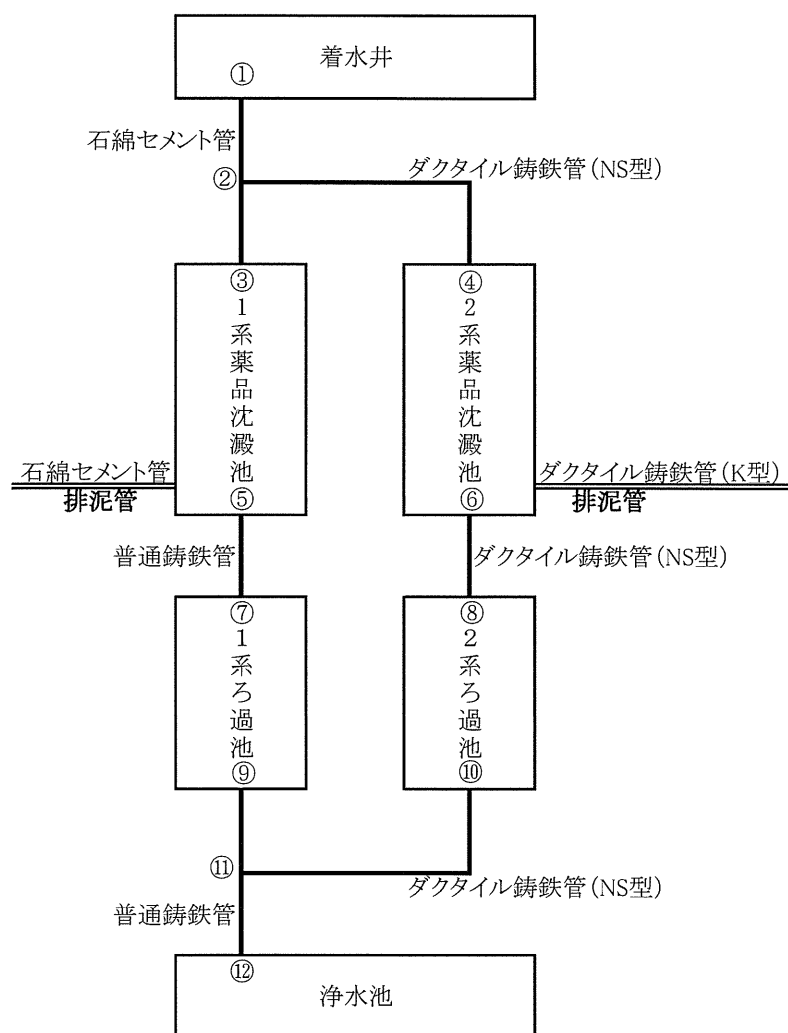 着水井
①
石綿セメント管
ダクタイル鋳鉄管(NS型)
②
③
1系薬品沈澱池
⑤
④
2系薬品沈澱池
⑥
石綿セメント管
排泥管
ダクタイル鋳鉄管(K型)
排泥管
普通鋳鉄管
ダクタイル鋳鉄管(NS型)
⑦
1系ろ過池
⑨
⑧
2系ろ過池
⑩
⑪
ダクタイル鋳鉄管(NS型)
普通鋳鉄管
⑫
浄水池